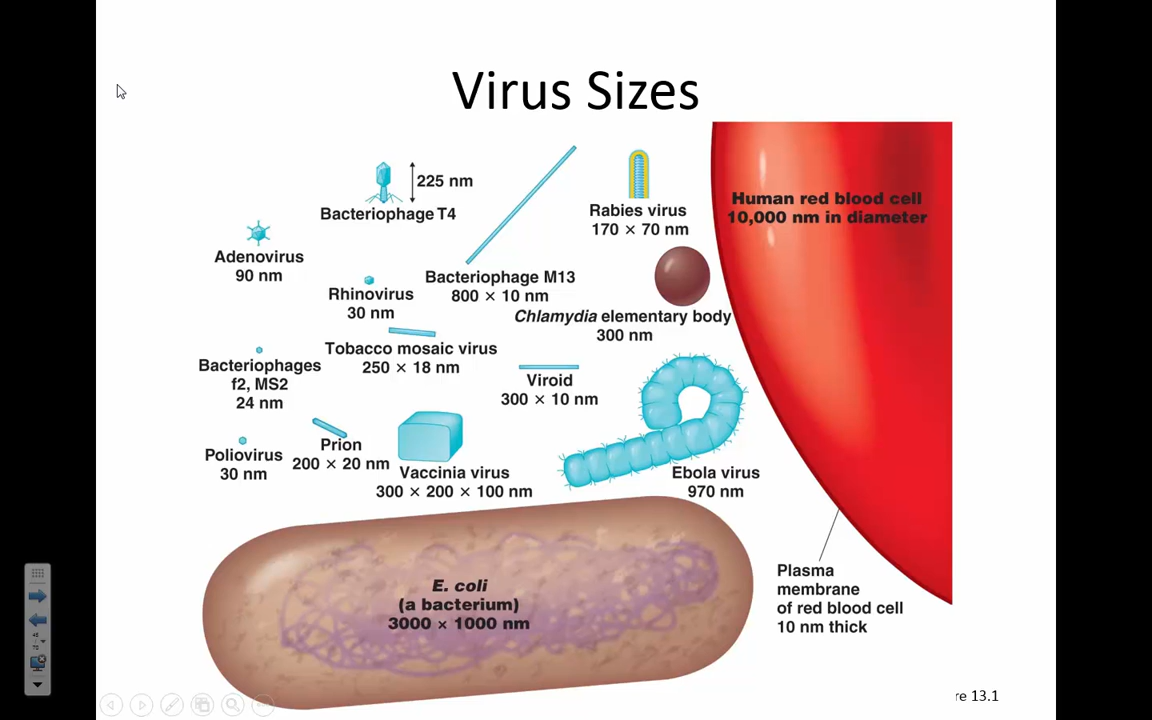 Virus Sizes
225 nm
Bacteriophage T4
Adenovirus
90 nm
Rhinovirus
30 nm
Bacteriophage M13
800 × 10 nm
Rabies virus
170 × 70 nm
Human red blood cell
10,000 nm in diameter
Chlamydia elementary body
300 nm
Tobacco mosaic virus
250 × 18 nm
Bacteriophages
f2, MS2
24 nm
Viroid
300 × 10 nm
Poliovirus
30 nm
Prion
200 × 20 nm
Vaccinia virus
300 × 200 × 100 nm
Ebola virus
970 nm
E. coli
(a bacterium)
3000 × 1000 nm
Plasma
membrane
of red blood cell
10 nm thick
re 13.1